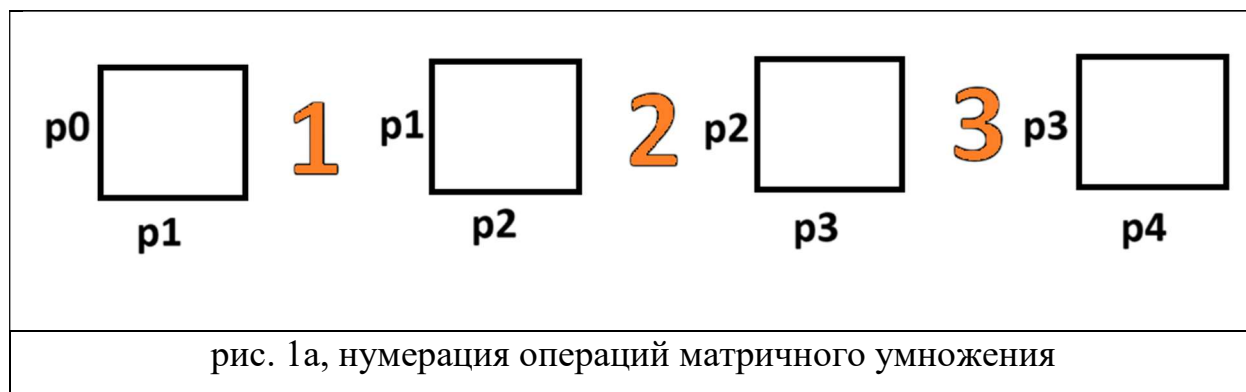 p0 1 p1 2 p2 3 p3
p1 p2 p3 p4
рис. 1а, нумерация операций матричного умножения